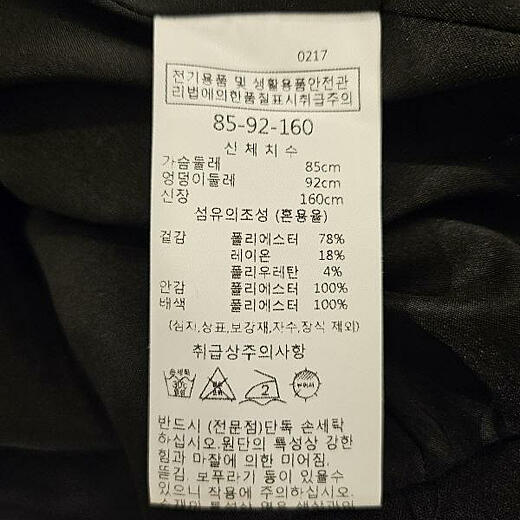 0217
전기용품 및 생활용품안전관
리법에의한품질표시취급주의
85-92-160
신체치수
가슴둘레 85cm
엉덩이둘레 92cm
신장 160cm
섬유의조성 (혼용율)
겉감 폴리에스터 78%
레이온 18%
폴리우레탄 4%
안감 폴리에스터 100%
배색 폴리에스터 100%
(심지,상표,보강재,자수,장식 제외)
취급상주의사항
손세탁
30℃ 2
반드시 (전문점)단독 손세탁
하십시오.원단의 특성상 강한
힘과 마찰에 의한 미어짐,
뜯김, 보푸라기 등이 있을수
있으니 착용에 주의하십시오.